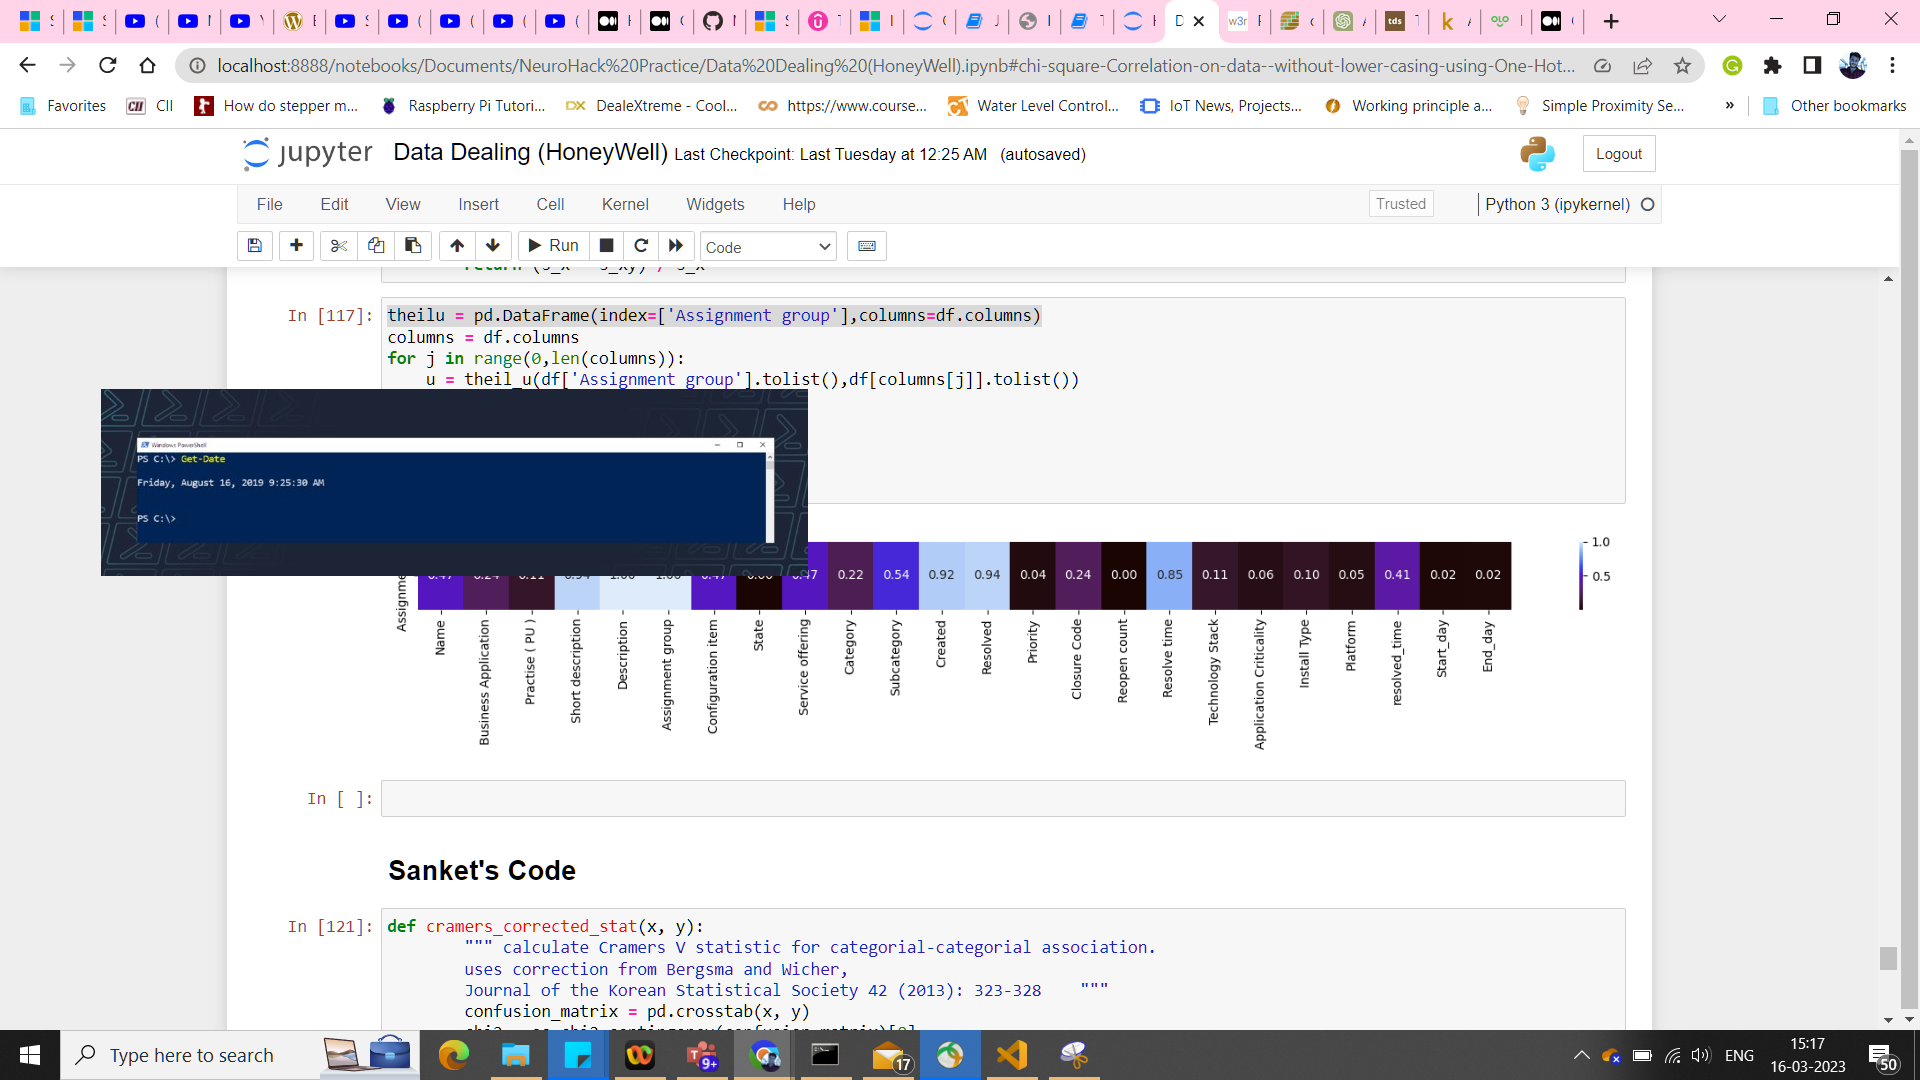 localhost:8888/notebooks/Documents/NeuroHack%20Practice/Data%20Dealing%20(HoneyWell).ipynb#chi-square-Correlation-on-data--without-lower-casing-using-One-Hot...
Favorites CII How do stepper m... Raspberry Pi Tutori... DX DealeXtreme - Cool... https://www.course... Water Level Control... IoT News, Projects... Working principle a... Simple Proximity Se... » Other bookmarks
jupyter Data Dealing (HoneyWell) Last Checkpoint: Last Tuesday at 12:25 AM (autosaved) Logout
File Edit View Insert Cell Kernel Widgets Help Trusted Python 3 (ipykernel)
Run Code
In [117]: theilu = pd.DataFrame(index=['Assignment group'],columns=df.columns)
columns = df.columns
for j in range(0,len(columns)):
u = theil_u(df['Assignment group'].tolist(),df[columns[j]].tolist())
Windows PowerShell
PS C:\> Get-Date
Friday, August 16, 2019 9:25:30 AM
PS C:\>
0.22 0.54 0.92 0.94 0.04 0.24 0.00 0.85 0.11 0.06 0.10 0.05 0.41 0.02 0.02
1.0
0.5
Name Business Application Practise ( PU ) Short description Description Assignment group Configuration item State Service offering Category Subcategory Created Resolved Priority Closure Code Reopen count Resolve time Technology Stack Application Criticality Install Type Platform resolved_time Start_day End_day
In [ ]:
Sanket's Code
In [121]: def cramers_corrected_stat(x, y):
""" calculate Cramers V statistic for categorial-categorial association.
uses correction from Bergsma and Wicher,
Journal of the Korean Statistical Society 42 (2013): 323-328 """
confusion_matrix = pd.crosstab(x, y)
Type here to search 9+ 17 ENG 15:17
16-03-2023 50